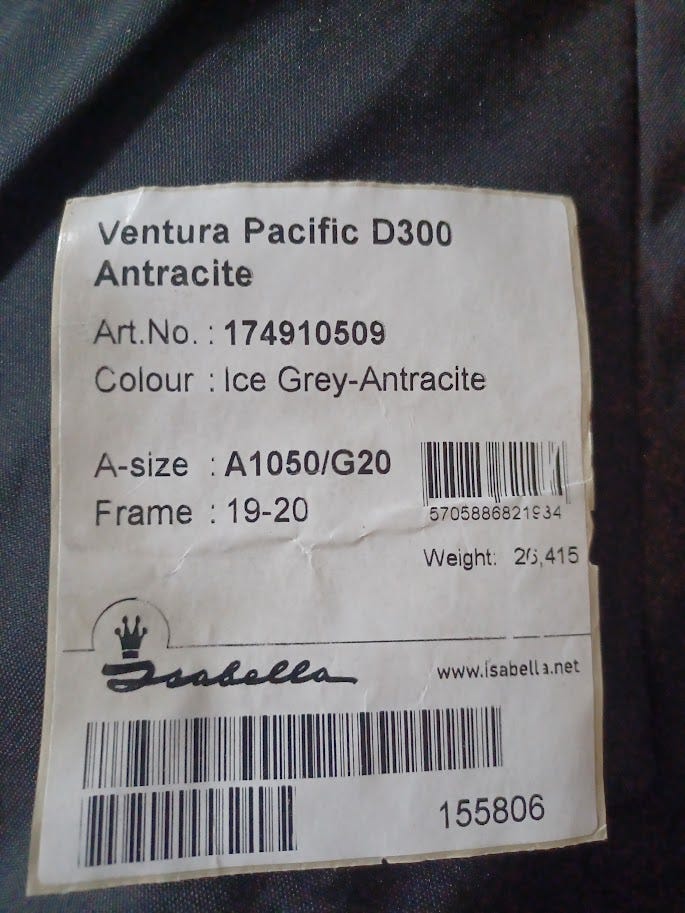 Ventura Pacific D300
Antracite
Art.No. : 174910509
Colour : Ice Grey-Antracite
A-size : A1050/G20
Frame : 19-20
5705886821934
Weight: 26,415
Isabella
www.isabella.net
155806